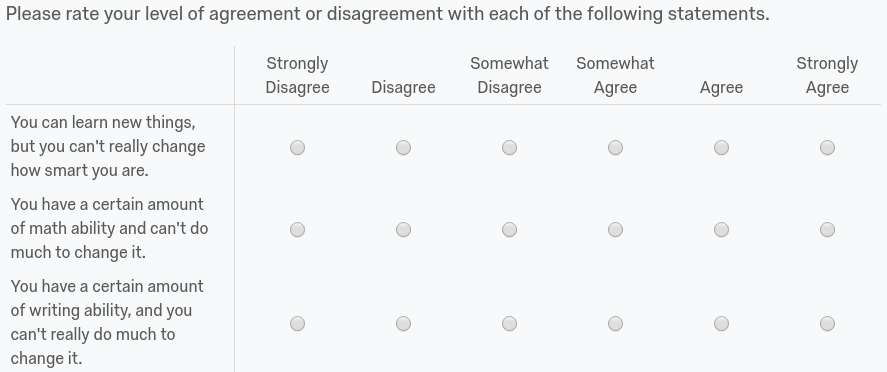 Please rate your level of agreement or disagreement with each of the following statements.
Strongly Disagree
Disagree
Somewhat Disagree
Somewhat Agree
Agree
Strongly Agree
You can learn new things,
but you can't really change
how smart you are.
You have a certain amount
of math ability and can't do
much to change it.
You have a certain amount
of writing ability, and you
can't really do much to
change it.